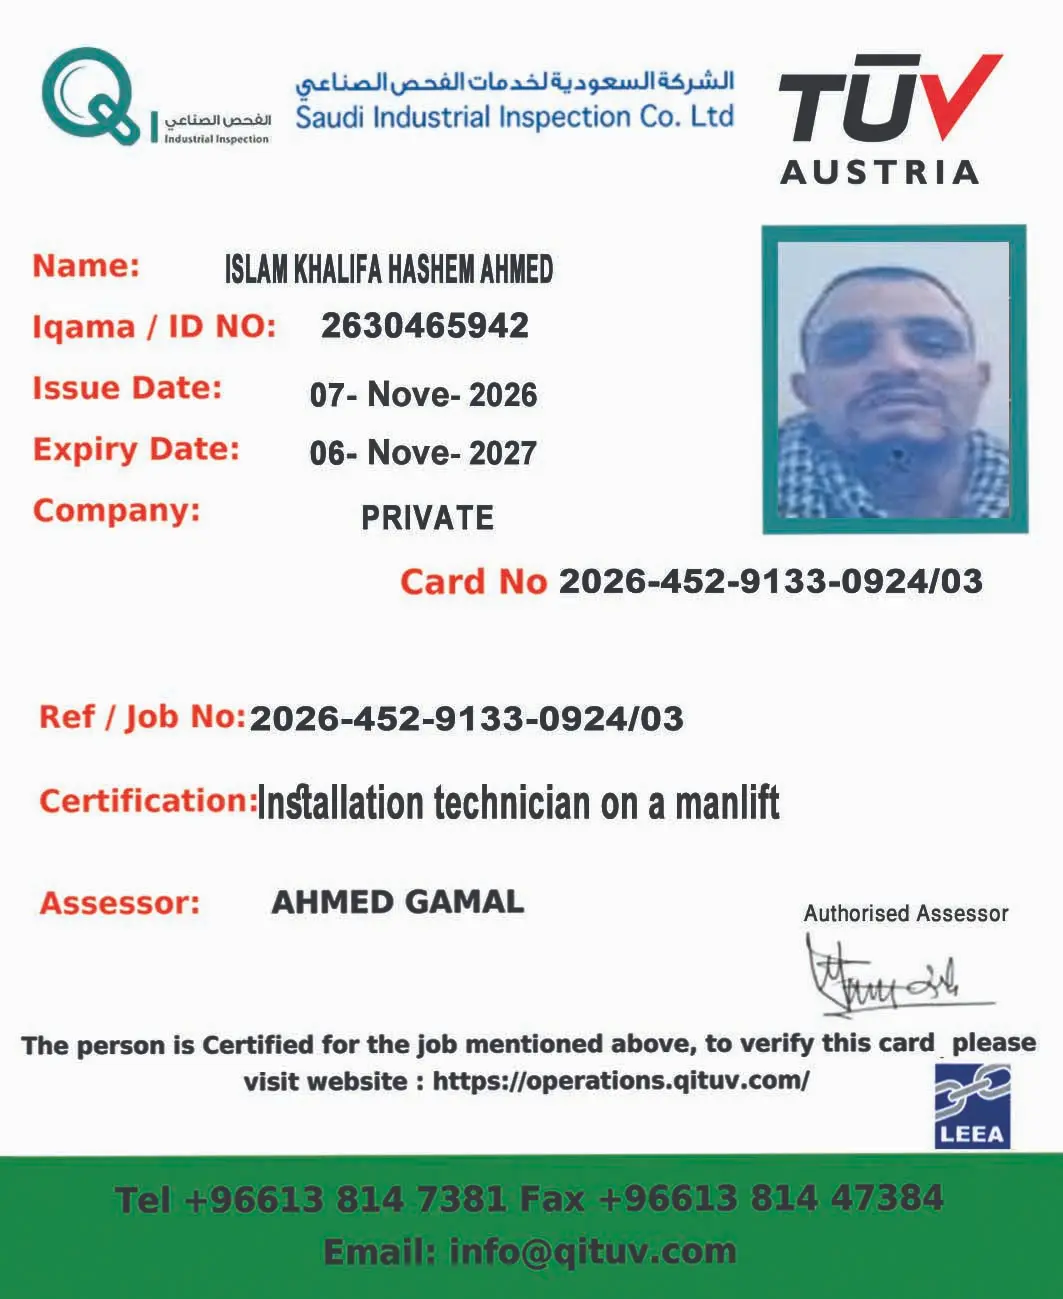 الفحص الصناعي
Industrial Inspection
الشركة السعودية لخدمات الفحص الصناعي
Saudi Industrial Inspection Co. Ltd
TÜV
AUSTRIA
Name: ISLAM KHALIFA HASHEM AHMED
Iqama / ID NO: 2630465942
Issue Date: 07- Nove- 2026
Expiry Date: 06- Nove- 2027
Company: PRIVATE
Card No 2026-452-9133-0924/03
Ref / Job No: 2026-452-9133-0924/03
Certification: Installation technician on a manlift
Assessor: AHMED GAMAL
Authorised Assessor
The person is Certified for the job mentioned above, to verify this card please
visit website : https://operations.qituv.com/
LEEA
Tel +96613 814 7381 Fax +96613 814 47384
Email: info@qituv.com